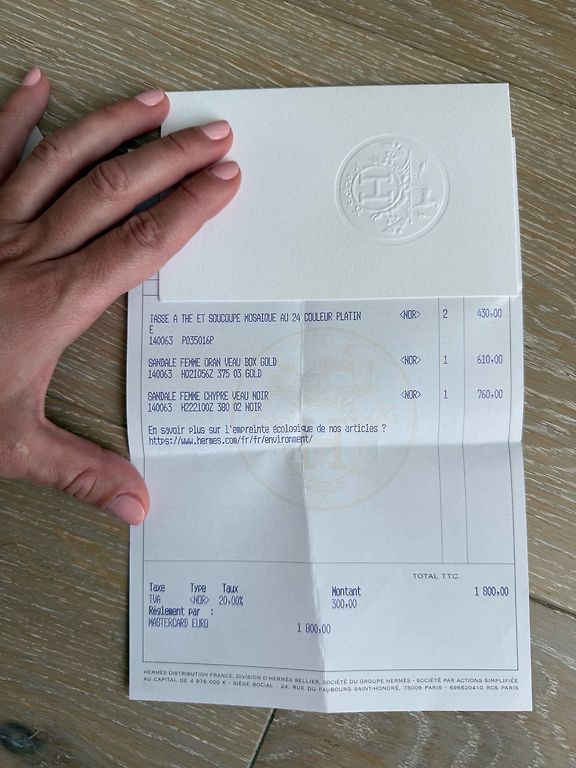 H
TASSE A THE ET SOUCOUPE MOSAIQUE AU 24 COULEUR PLATIN <NOR> 2 430,00
E
140063 P035016P
SANDALE FEMME ORAN VEAU BOX GOLD <NOR> 1 610,00
140063 H021056Z 375 03 GOLD
SANDALE FEMME CHYPRE VEAU NOIR <NOR> 1 760,00
140063 H222100Z 380 02 NOIR
En savoir plus sur l'empreinte écologique de nos articles ?
https://www.hermes.com/fr/fr/environment/
TOTAL T.T.C.
Taxe Type Taux Montant 1 800,00
TVA <NOR> 20,00% 300,00
Règlement par :
MASTERCARD EURO 1 800,00
HERMÈS DISTRIBUTION FRANCE, DIVISION D'HERMÈS SELLIER, SOCIÉTÉ DU GROUPE HERMÈS - SOCIÉTÉ PAR ACTIONS SIMPLIFIÉE
AU CAPITAL DE 4 976 000 € - SIÈGE SOCIAL : 24, RUE DU FAUBOURG SAINT-HONORÉ, 75008 PARIS - 696520410 RCS PARIS